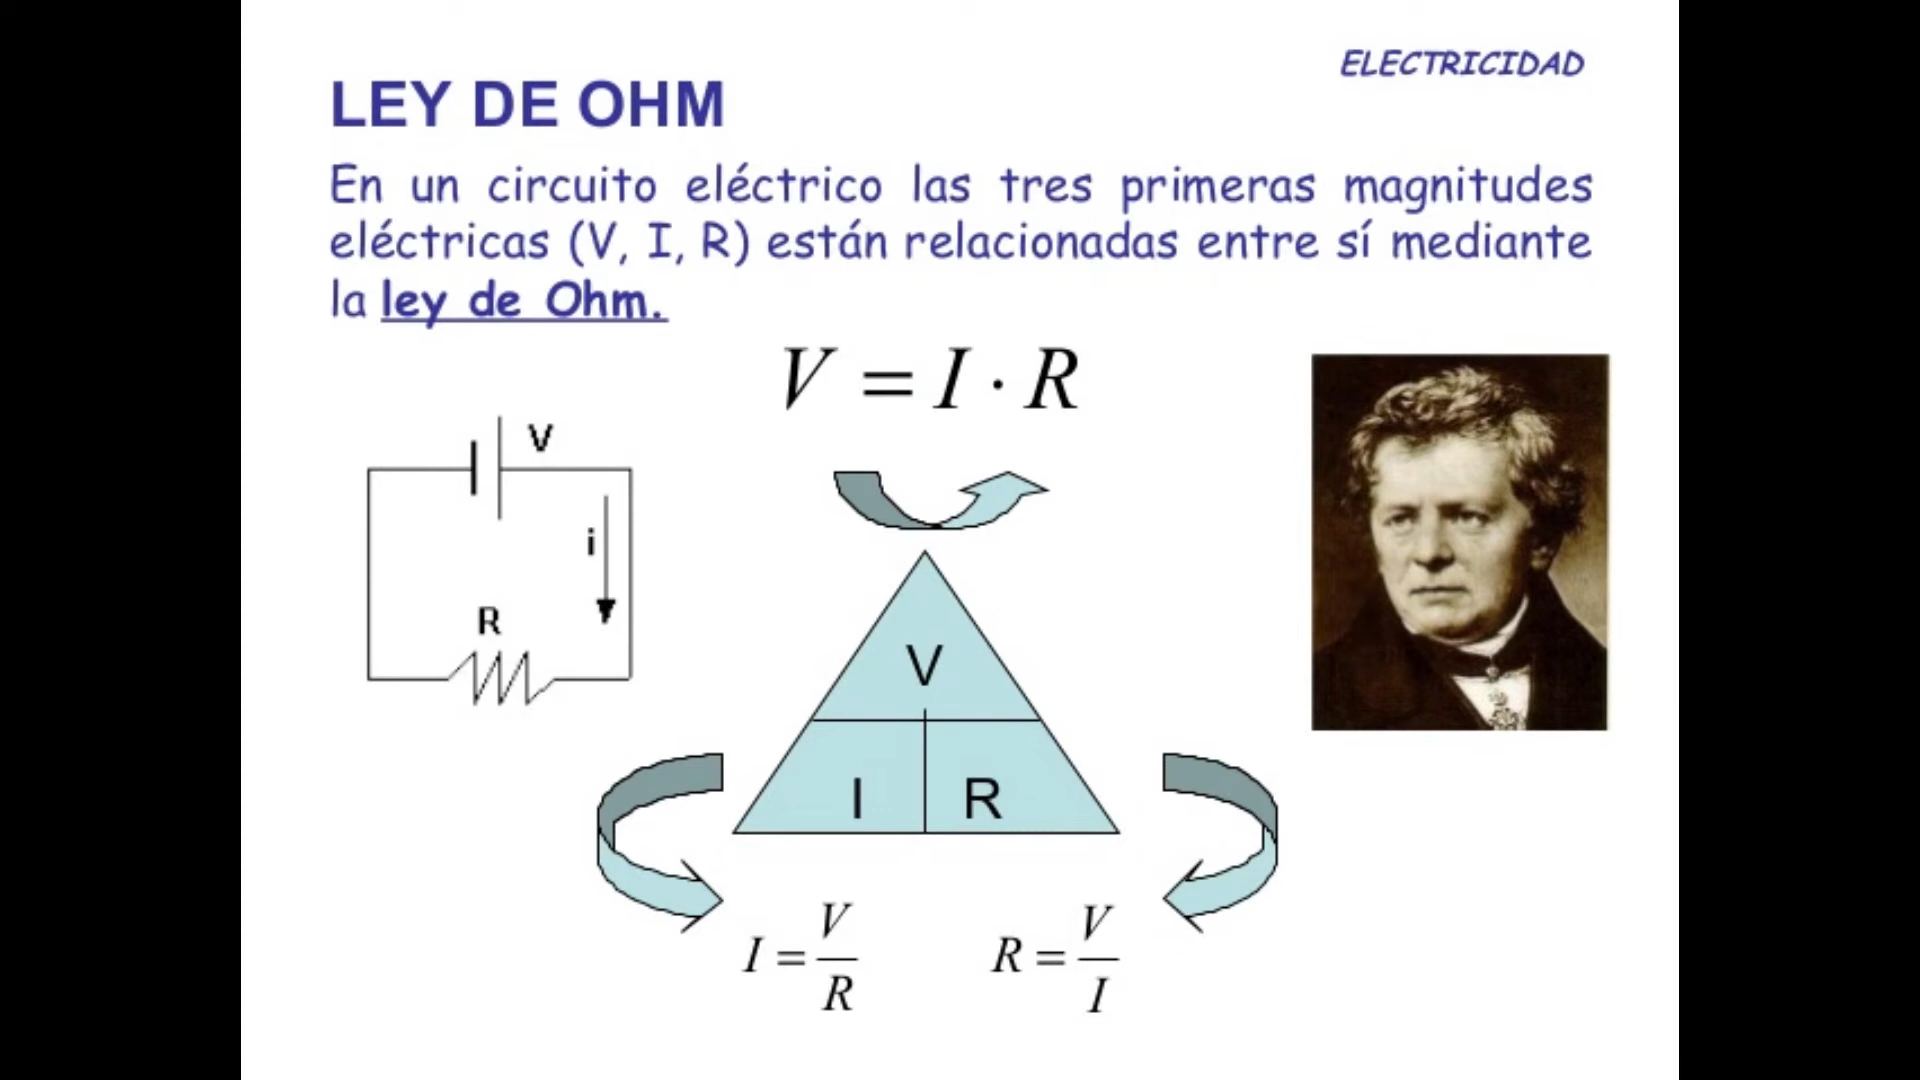 ELECTRICIDAD
LEY DE OHM
En un circuito eléctrico las tres primeras magnitudes
eléctricas (V, I, R) están relacionadas entre sí mediante
la ley de Ohm.
V = I · R
V
i
R
V
I R
I = V/R
R = V/I